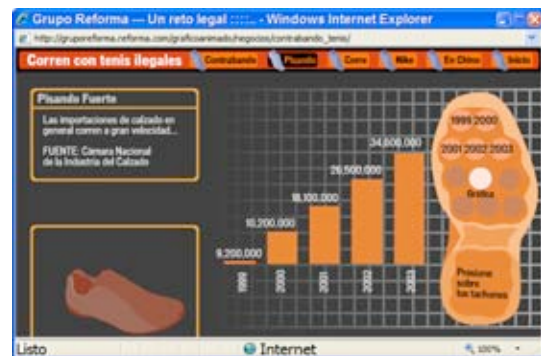 Grupo Reforma — Un reto legal ::::.. - Windows Internet Explorer
http://gruporeforma.reforma.com/graficoanimado/negocios/contrabando_tenis/
Corren con tenis ilegales
Contrabando
Pisando
Corre
Nike
En China
Inicio
Pisando Fuerte
Las importaciones de calzado en
general corren a gran velocidad...
FUENTE: Cámara Nacional
de la Industria del Calzado
34,600,000
26,500,000
18,100,000
10,200,000
9,200,000
1999
2000
2001
2002
2003
1999 2000
2001 2002 2003
Gráfica
Presione
sobre
los tachones
Listo
Internet
100%